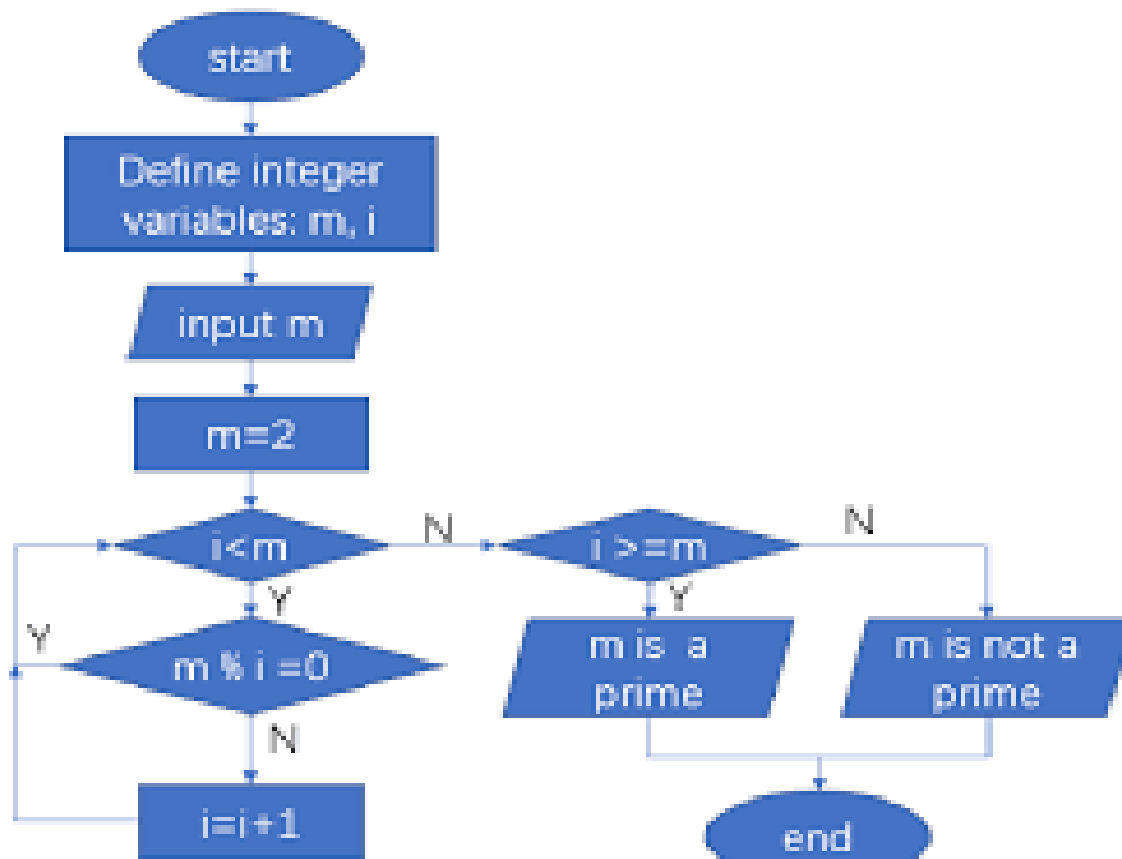 start
Define integer
variables: m, i
input m
m=2
i<m
N
i >=m
N
Y
Y
Y
m % i =0
m is a
prime
m is not a
prime
N
i=i+1
end